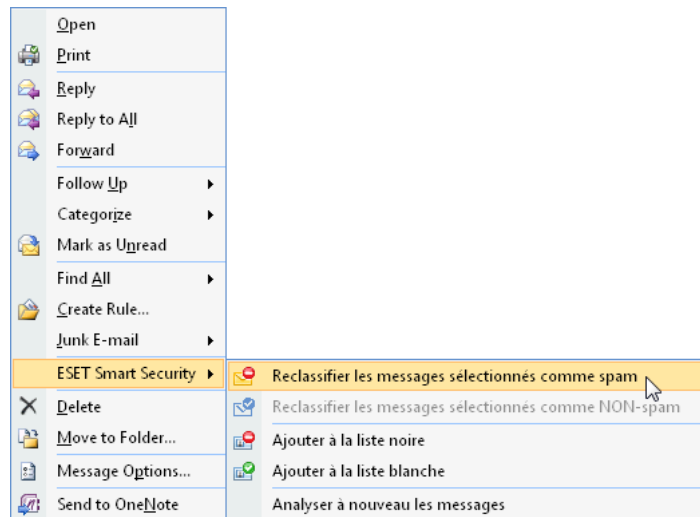 Open
Print
Reply
Reply to All
Forward
Follow Up
Categorize
Mark as Unread
Find All
Create Rule...
Junk E-mail
ESET Smart Security
Reclassifier les messages sélectionnés comme spam
Delete
Reclassifier les messages sélectionnés comme NON-spam
Move to Folder...
Ajouter à la liste noire
Message Options...
Ajouter à la liste blanche
Send to OneNote
Analyser à nouveau les messages